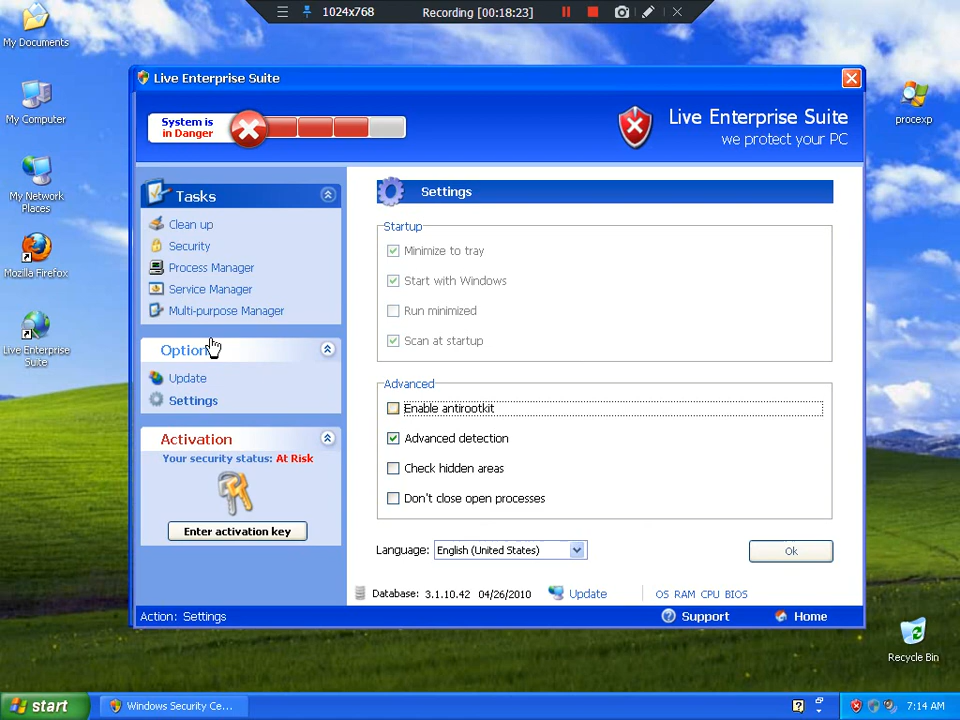 1024x768
Recording [00:18:23]
My Documents
My Computer
My Network
Places
Mozilla Firefox
Live Enterprise
Suite
procexp
Recycle Bin
Live Enterprise Suite
System is
in Danger
Live Enterprise Suite
we protect your PC
Tasks
Clean up
Security
Process Manager
Service Manager
Multi-purpose Manager
Option
Update
Settings
Activation
Your security status: At Risk
Enter activation key
Settings
Startup
Minimize to tray
Start with Windows
Run minimized
Scan at startup
Advanced
Enable antirootkit
Advanced detection
Check hidden areas
Don't close open processes
Language: English (United States)
Ok
Database: 3.1.10.42 04/26/2010 Update OS RAM CPU BIOS
Action: Settings
Support
Home
start
Windows Security Ce...
7:14 AM